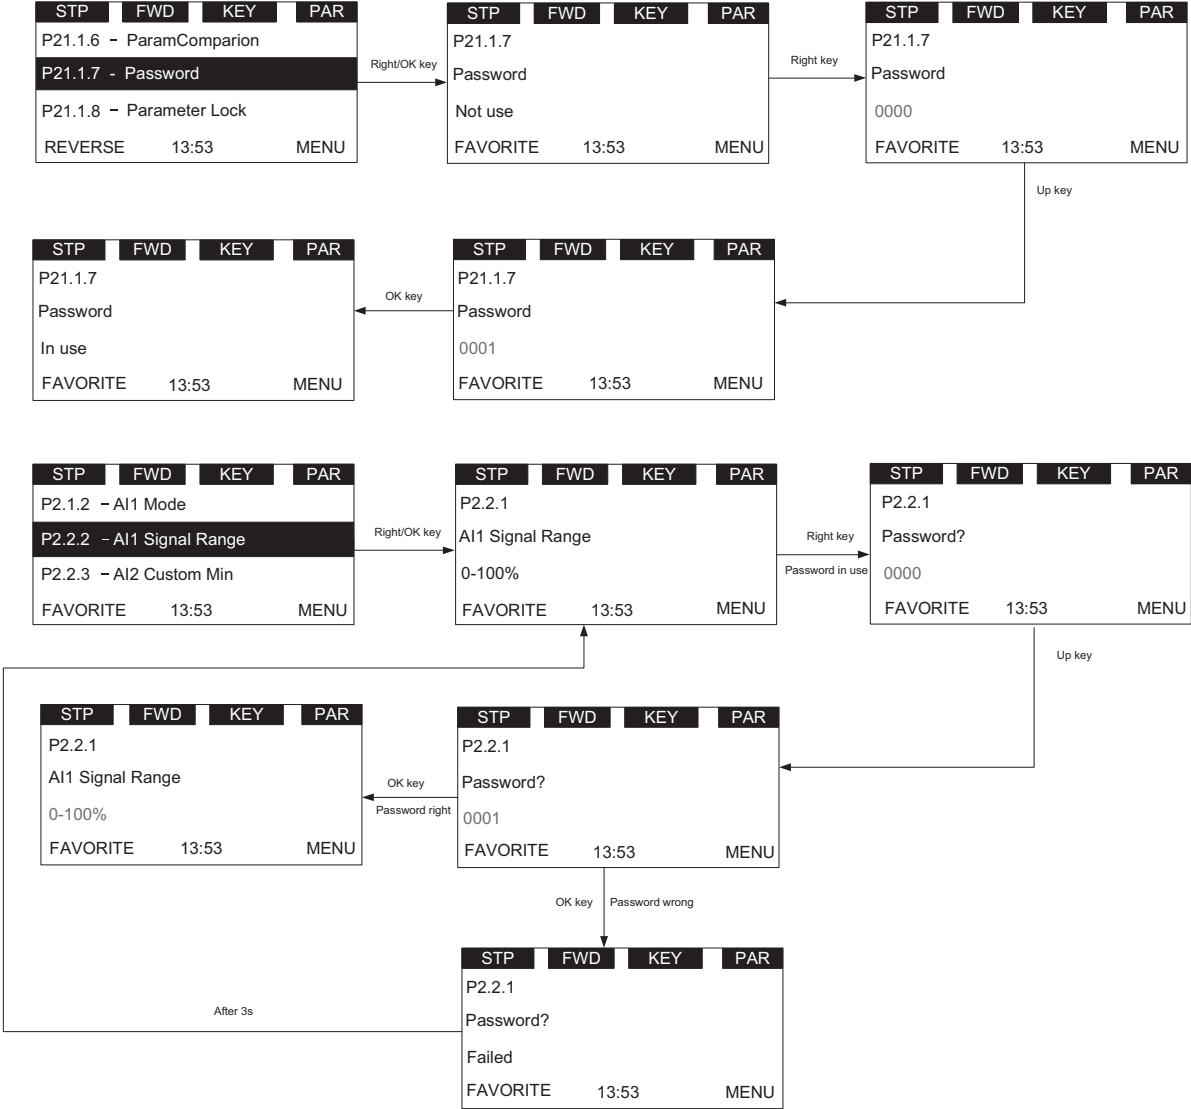 STP FWD KEY PAR
P21.1.6 - ParamComparion
P21.1.7 - Password
P21.1.8 - Parameter Lock
REVERSE 13:53 MENU
Right/OK key
STP FWD KEY PAR
P21.1.7
Password
Not use
FAVORITE 13:53 MENU
Right key
STP FWD KEY PAR
P21.1.7
Password
0000
FAVORITE 13:53 MENU
Up key
STP FWD KEY PAR
P21.1.7
Password
0001
FAVORITE 13:53 MENU
OK key
STP FWD KEY PAR
P21.1.7
Password
In use
FAVORITE 13:53 MENU
STP FWD KEY PAR
P2.1.2 - AI1 Mode
P2.2.2 - AI1 Signal Range
P2.2.3 - AI2 Custom Min
FAVORITE 13:53 MENU
Right/OK key
STP FWD KEY PAR
P2.2.1
AI1 Signal Range
0-100%
FAVORITE 13:53 MENU
Right key
Password in use
STP FWD KEY PAR
P2.2.1
Password?
0000
FAVORITE 13:53 MENU
Up key
STP FWD KEY PAR
P2.2.1
Password?
0001
FAVORITE 13:53 MENU
OK key
Password right
STP FWD KEY PAR
P2.2.1
AI1 Signal Range
0-100%
FAVORITE 13:53 MENU
OK key Password wrong
STP FWD KEY PAR
P2.2.1
Password?
Failed
FAVORITE 13:53 MENU
After 3s